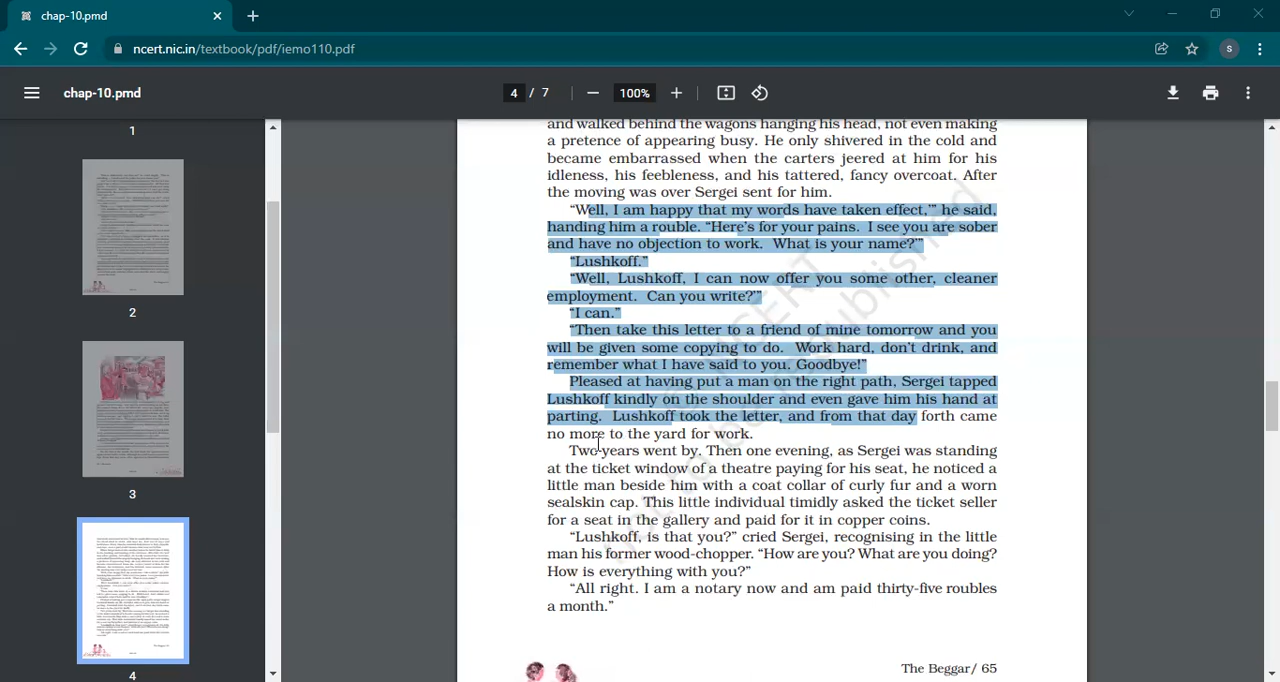 chap-10.pmd
ncert.nic.in/textbook/pdf/iemo110.pdf
S
chap-10.pmd
4 / 7
100%
1
2
3
4
and walked behind the wagons hanging his head, not even making
a pretence of appearing busy. He only shivered in the cold and
became embarrassed when the carters jeered at him for his
idleness, his feebleness, and his tattered, fancy overcoat. After
the moving was over Sergei sent for him.
“Well, I am happy that my words have taken effect,’” he said,
handing him a rouble. “Here’s for your pains. I see you are sober
and have no objection to work. What is your name?’”
“Lushkoff.”
“Well, Lushkoff, I can now offer you some other, cleaner
employment. Can you write?’”
“I can.”
“Then take this letter to a friend of mine tomorrow and you
will be given some copying to do. Work hard, don’t drink, and
remember what I have said to you. Goodbye!”
Pleased at having put a man on the right path, Sergei tapped
Lushkoff kindly on the shoulder and even gave him his hand at
parting. Lushkoff took the letter, and from that day forth came
no more to the yard for work.
Two years went by. Then one evening, as Sergei was standing
at the ticket window of a theatre paying for his seat, he noticed a
little man beside him with a coat collar of curly fur and a worn
sealskin cap. This little individual timidly asked the ticket seller
for a seat in the gallery and paid for it in copper coins.
“Lushkoff, is that you?” cried Sergei, recognising in the little
man his former wood-chopper. “How are you? What are you doing?
How is everything with you?”
“All right. I am a notary now and am paid thirty-five roubles
a month.”
The Beggar/ 65